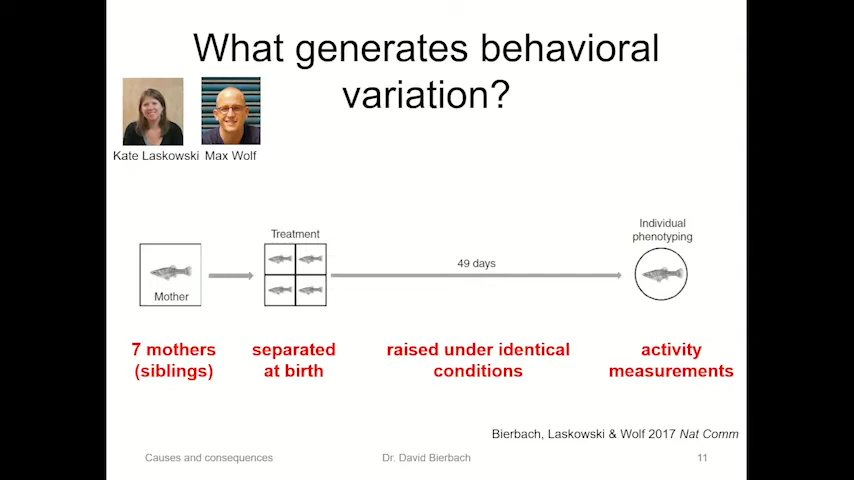 What generates behavioral
variation?
Kate Laskowski Max Wolf
Treatment
Individual
phenotyping
49 days
Mother
7 mothers
(siblings)
separated
at birth
raised under identical
conditions
activity
measurements
Bierbach, Laskowski & Wolf 2017 Nat Comm
Causes and consequences
Dr. David Bierbach
11